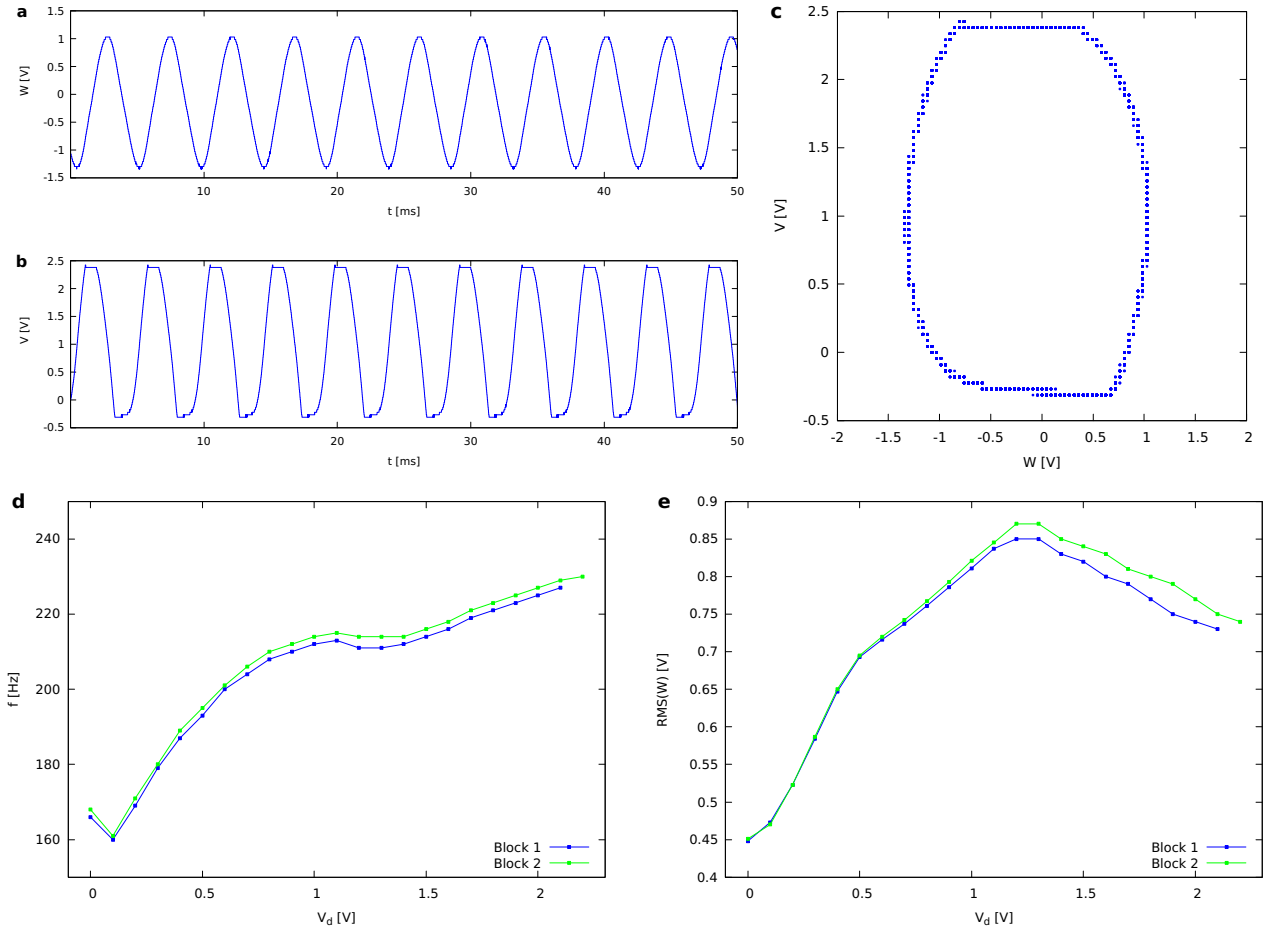 a
W [V]
1.5
1
0.5
0
-0.5
-1
-1.5
10 20 30 40 50
t [ms]
b
V [V]
2.5
2
1.5
1
0.5
0
-0.5
10 20 30 40 50
t [ms]
c
V [V]
2.5
2
1.5
1
0.5
0
-0.5
-2 -1.5 -1 -0.5 0 0.5 1 1.5 2
W [V]
d
f [Hz]
240
220
200
180
160
Block 1
Block 2
0 0.5 1 1.5 2
V_d [V]
e
RMS(W) [V]
0.9
0.85
0.8
0.75
0.7
0.65
0.6
0.55
0.5
0.45
0.4
Block 1
Block 2
0 0.5 1 1.5 2
V_d [V]